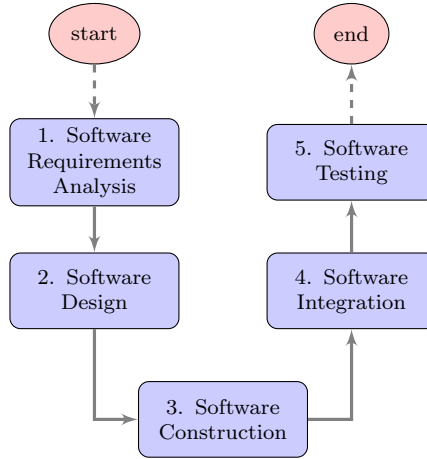 start
1. Software
Requirements
Analysis
2. Software
Design
3. Software
Construction
4. Software
Integration
5. Software
Testing
end